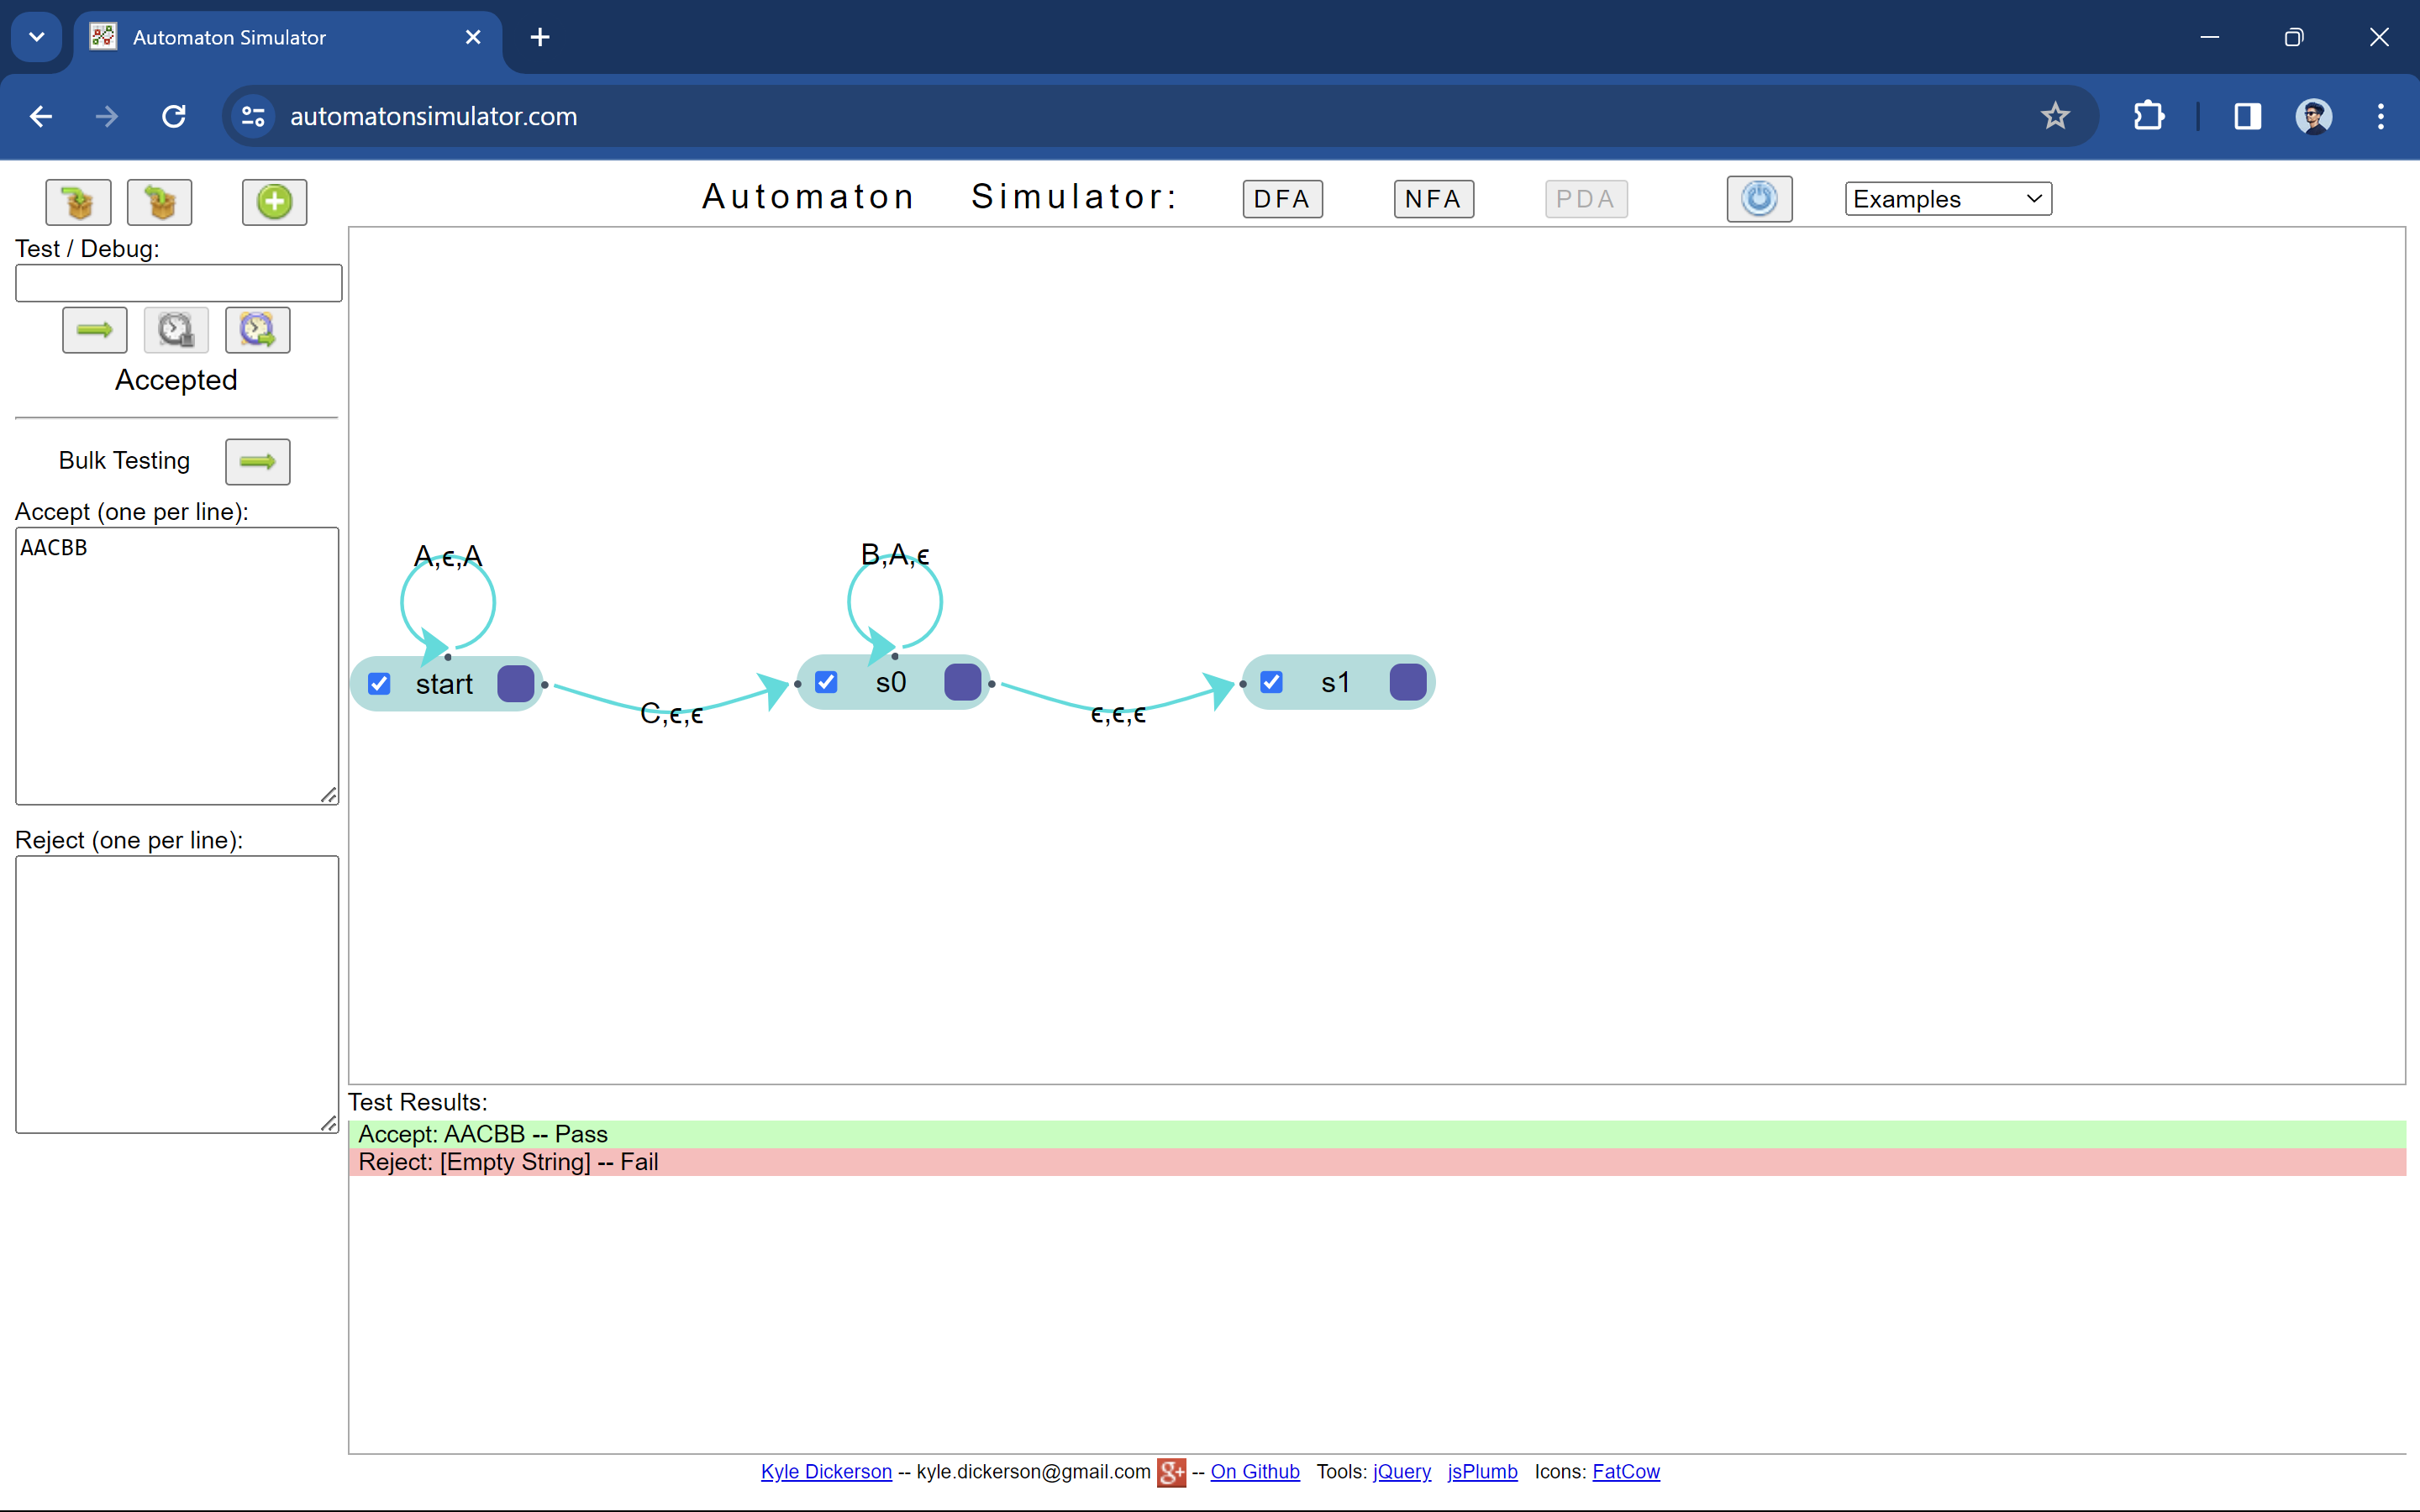 Automaton Simulator
automatonsimulator.com
Automaton Simulator: DFA NFA PDA Examples
Test / Debug:
Accepted
Bulk Testing
Accept (one per line):
AACBB
Reject (one per line):
A,ϵ,A
B,A,ϵ
start
s0
s1
C,ϵ,ϵ
ϵ,ϵ,ϵ
Test Results:
Accept: AACBB -- Pass
Reject: [Empty String] -- Fail
Kyle Dickerson -- kyle.dickerson@gmail.com g+ -- On Github Tools: jQuery jsPlumb Icons: FatCow